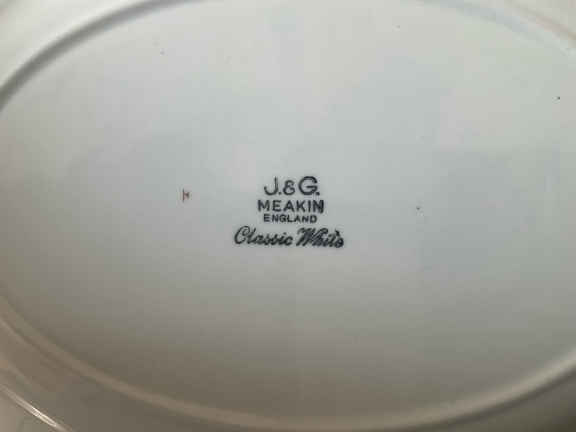 J.&G.
MEAKIN
ENGLAND
Classic White